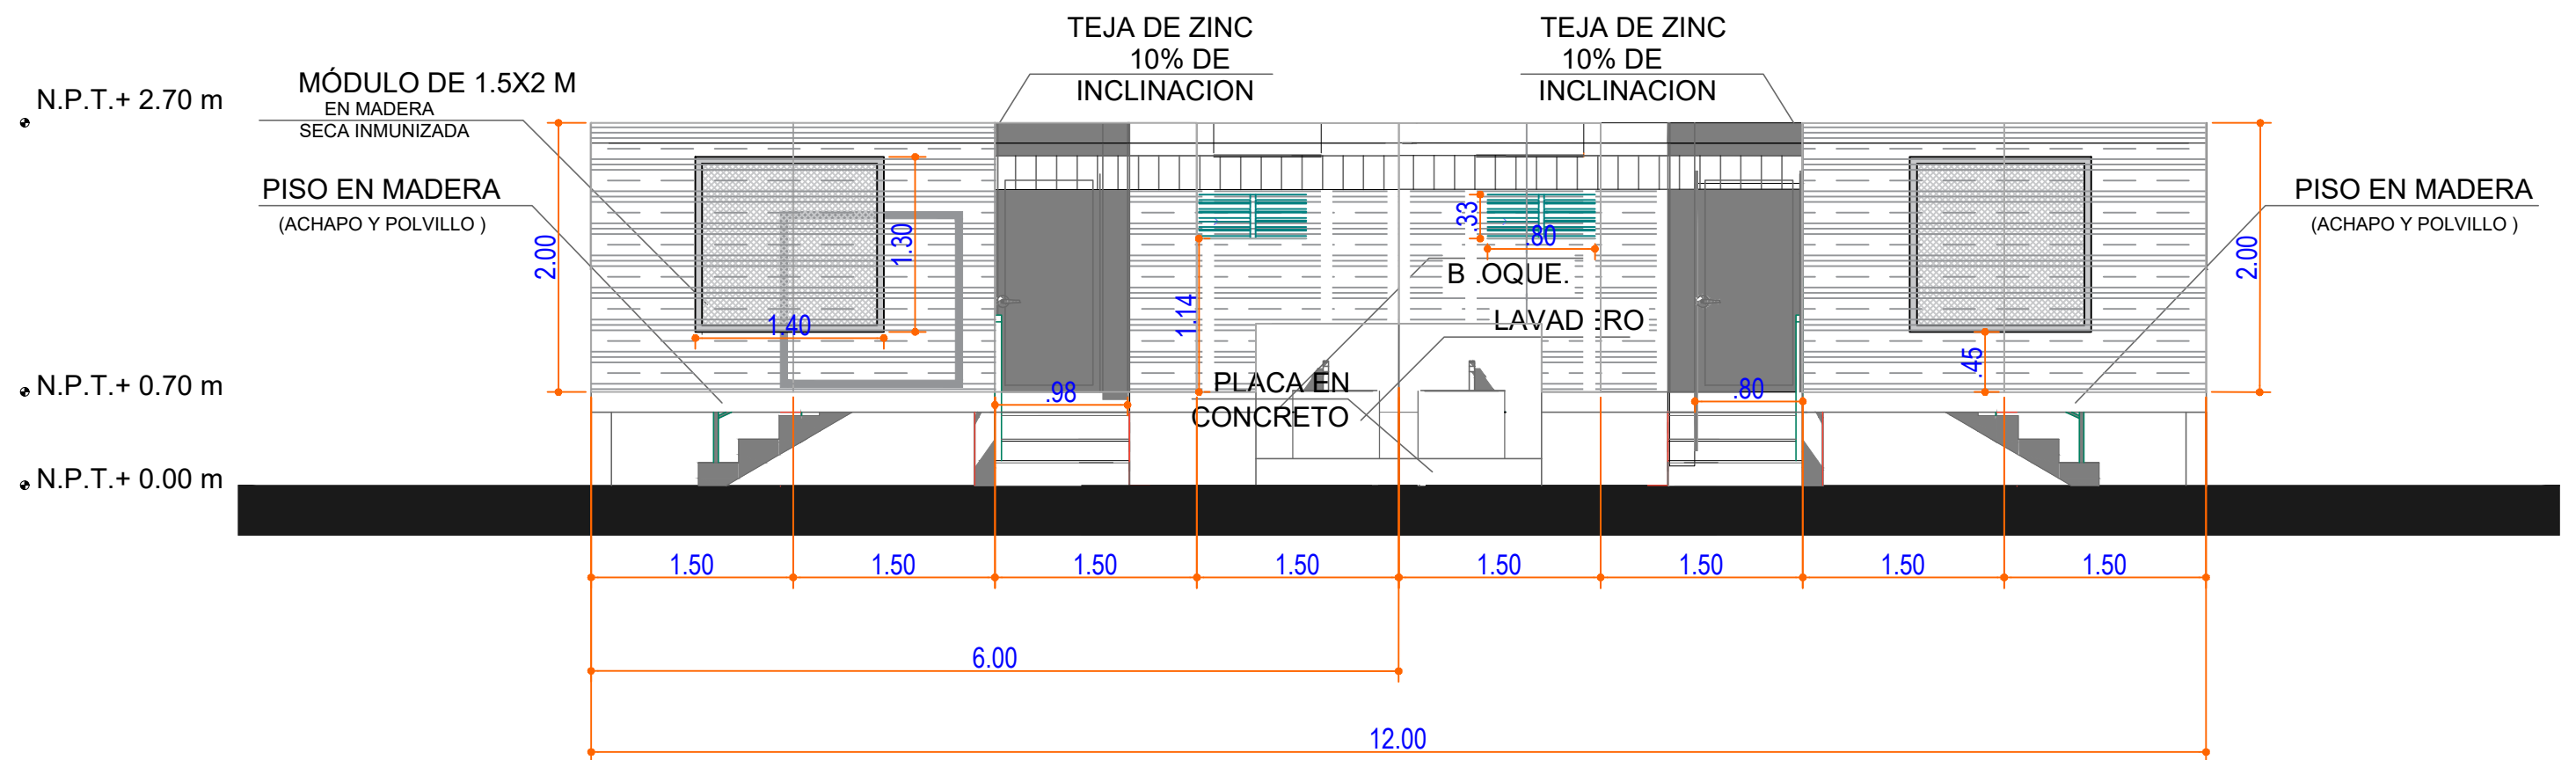 TEJA DE ZINC
10% DE
INCLINACION
TEJA DE ZINC
10% DE
INCLINACION
MÓDULO DE 1.5X2 M
EN MADERA
SECA INMUNIZADA
N.P.T.+ 2.70 m
PISO EN MADERA
(ACHAPO Y POLVILLO )
PISO EN MADERA
(ACHAPO Y POLVILLO )
2.00
1.30
1.40
.33
.80
2.00
B .OQUE.
1.14
LAVADERO
.45
N.P.T.+ 0.70 m
.98
PLACA EN
CONCRETO
.80
N.P.T.+ 0.00 m
1.50
1.50
1.50
1.50
1.50
1.50
1.50
1.50
6.00
12.00